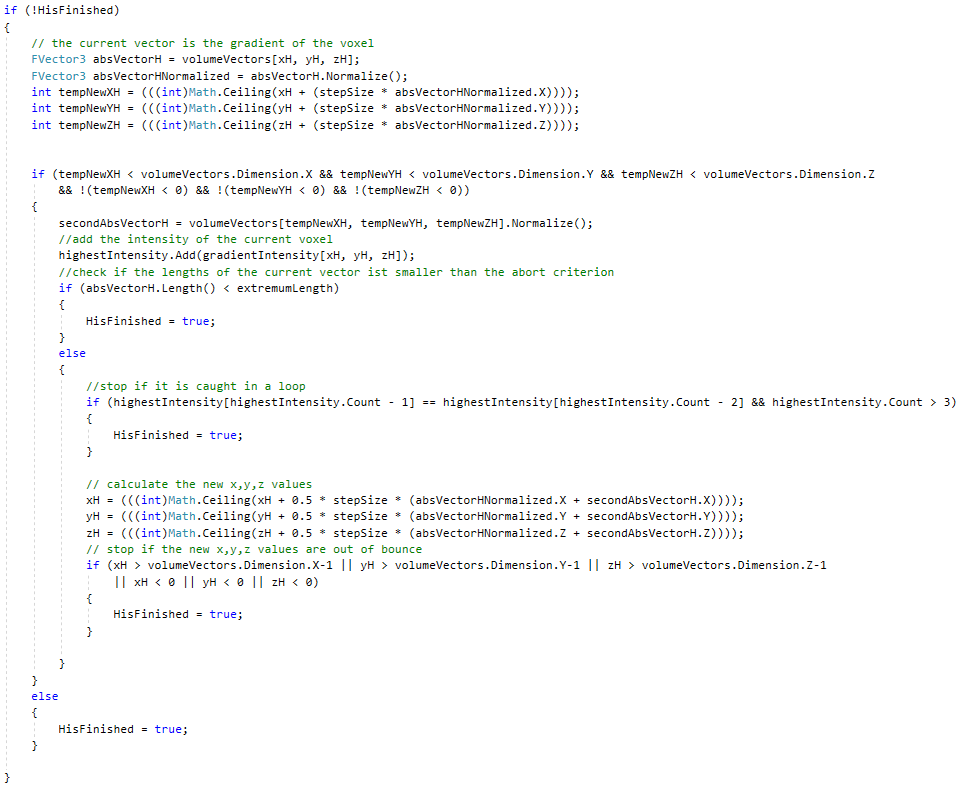 if (!HisFinished)
{
// the current vector is the gradient of the voxel
FVector3 absVectorH = volumeVectors[xH, yH, zH];
FVector3 absVectorHNormalized = absVectorH.Normalize();
int tempNewXH = (((int)Math.Ceiling(xH + (stepSize * absVectorHNormalized.X))));
int tempNewYH = (((int)Math.Ceiling(yH + (stepSize * absVectorHNormalized.Y))));
int tempNewZH = (((int)Math.Ceiling(zH + (stepSize * absVectorHNormalized.Z))));
if (tempNewXH < volumeVectors.Dimension.X && tempNewYH < volumeVectors.Dimension.Y && tempNewZH < volumeVectors.Dimension.Z
&& !(tempNewXH < 0) && !(tempNewYH < 0) && !(tempNewZH < 0))
{
secondAbsVectorH = volumeVectors[tempNewXH, tempNewYH, tempNewZH].Normalize();
//add the intensity of the current voxel
highestIntensity.Add(gradientIntensity[xH, yH, zH]);
//check if the lengths of the current vector ist smaller than the abort criterion
if (absVectorH.Length() < extremumLength)
{
HisFinished = true;
}
else
{
//stop if it is caught in a loop
if (highestIntensity[highestIntensity.Count - 1] == highestIntensity[highestIntensity.Count - 2] && highestIntensity.Count > 3)
{
HisFinished = true;
}
// calculate the new x,y,z values
xH = (((int)Math.Ceiling(xH + 0.5 * stepSize * (absVectorHNormalized.X + secondAbsVectorH.X))));
yH = (((int)Math.Ceiling(yH + 0.5 * stepSize * (absVectorHNormalized.Y + secondAbsVectorH.Y))));
zH = (((int)Math.Ceiling(zH + 0.5 * stepSize * (absVectorHNormalized.Z + secondAbsVectorH.Z))));
// stop if the new x,y,z values are out of bounce
if (xH > volumeVectors.Dimension.X-1 || yH > volumeVectors.Dimension.Y-1 || zH > volumeVectors.Dimension.Z-1
|| xH < 0 || yH < 0 || zH < 0)
{
HisFinished = true;
}
}
}
else
{
HisFinished = true;
}
}